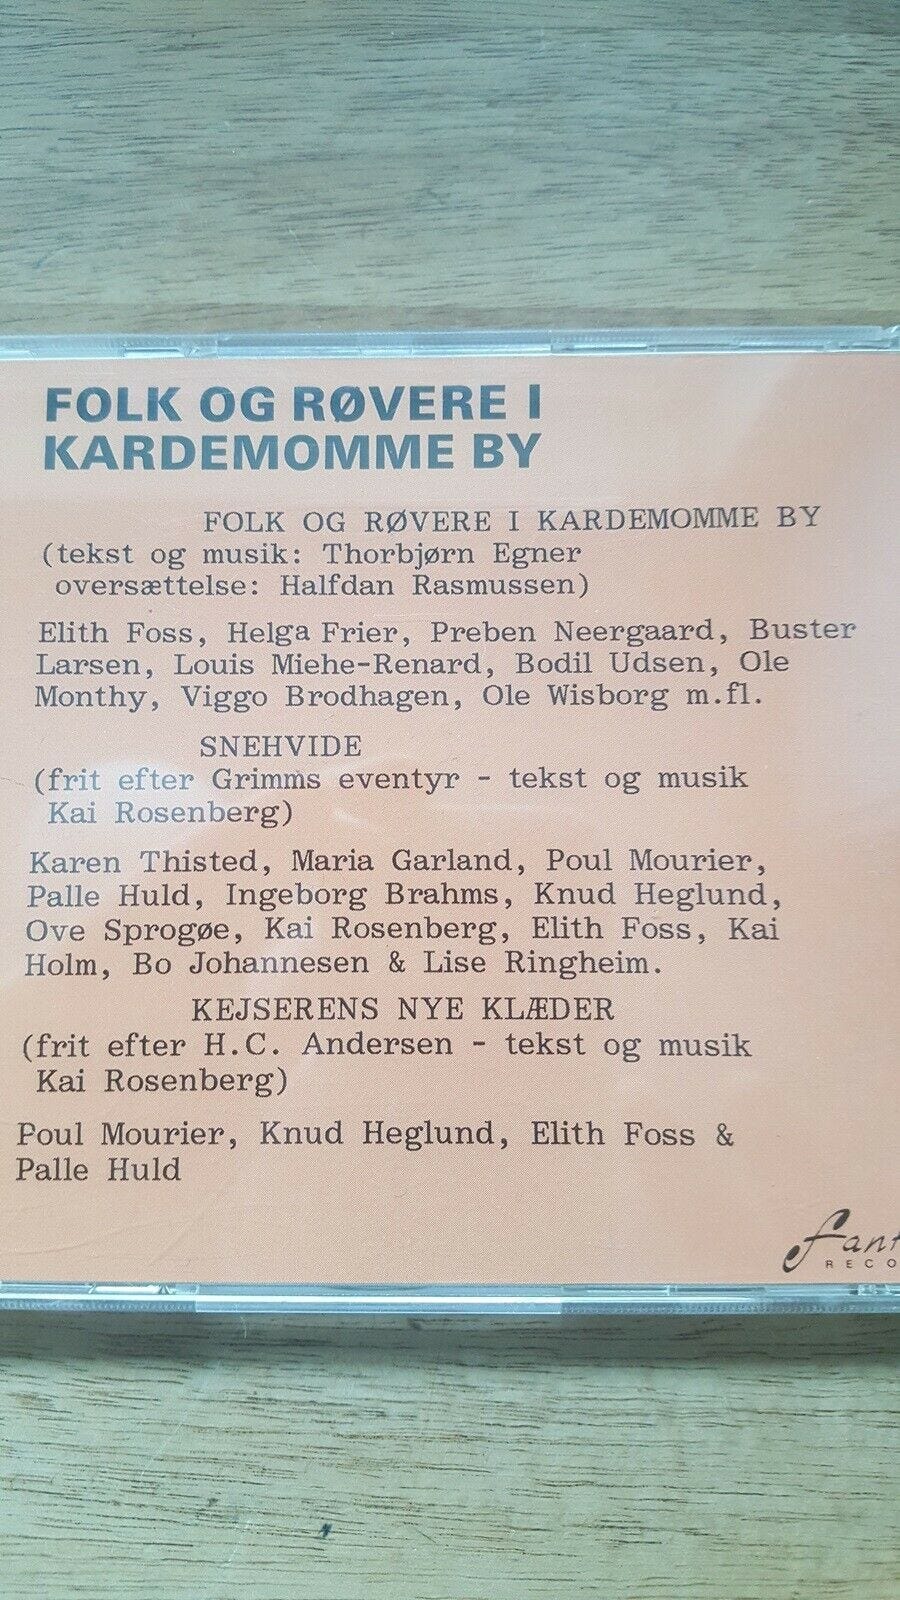 FOLK OG RØVERE I
KARDEMOMME BY
FOLK OG RØVERE I KARDEMOMME BY
(tekst og musik: Thorbjørn Egner
oversættelse: Halfdan Rasmussen)
Elith Foss, Helga Frier, Preben Neergaard, Buster
Larsen, Louis Miehe-Renard, Bodil Udsen, Ole
Monthy, Viggo Brodhagen, Ole Wisborg m.fl.
SNEHVIDE
(frit efter Grimms eventyr - tekst og musik
Kai Rosenberg)
Karen Thisted, Maria Garland, Poul Mourier,
Palle Huld, Ingeborg Brahms, Knud Heglund,
Ove Sprogøe, Kai Rosenberg, Elith Foss, Kai
Holm, Bo Johannesen & Lise Ringheim.
KEJSERENS NYE KLÆDER
(frit efter H.C. Andersen - tekst og musik
Kai Rosenberg)
Poul Mourier, Knud Heglund, Elith Foss &
Palle Huld